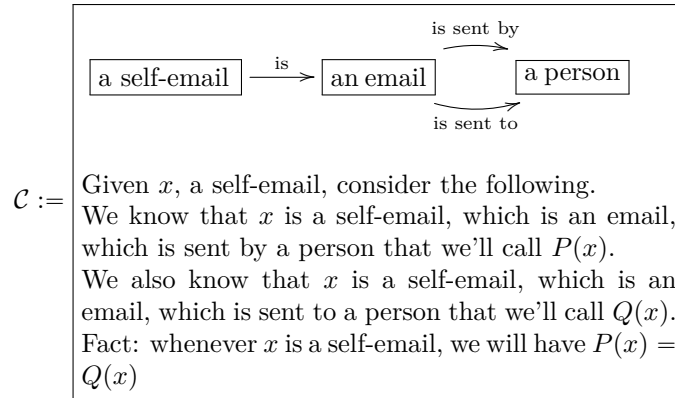 is sent by
is
a self-email
an email
a person
is sent to
C :=
Given x, a self-email, consider the following.
We know that x is a self-email, which is an email,
which is sent by a person that we'll call P(x).
We also know that x is a self-email, which is an
email, which is sent to a person that we'll call Q(x).
Fact: whenever x is a self-email, we will have P(x) =
Q(x)